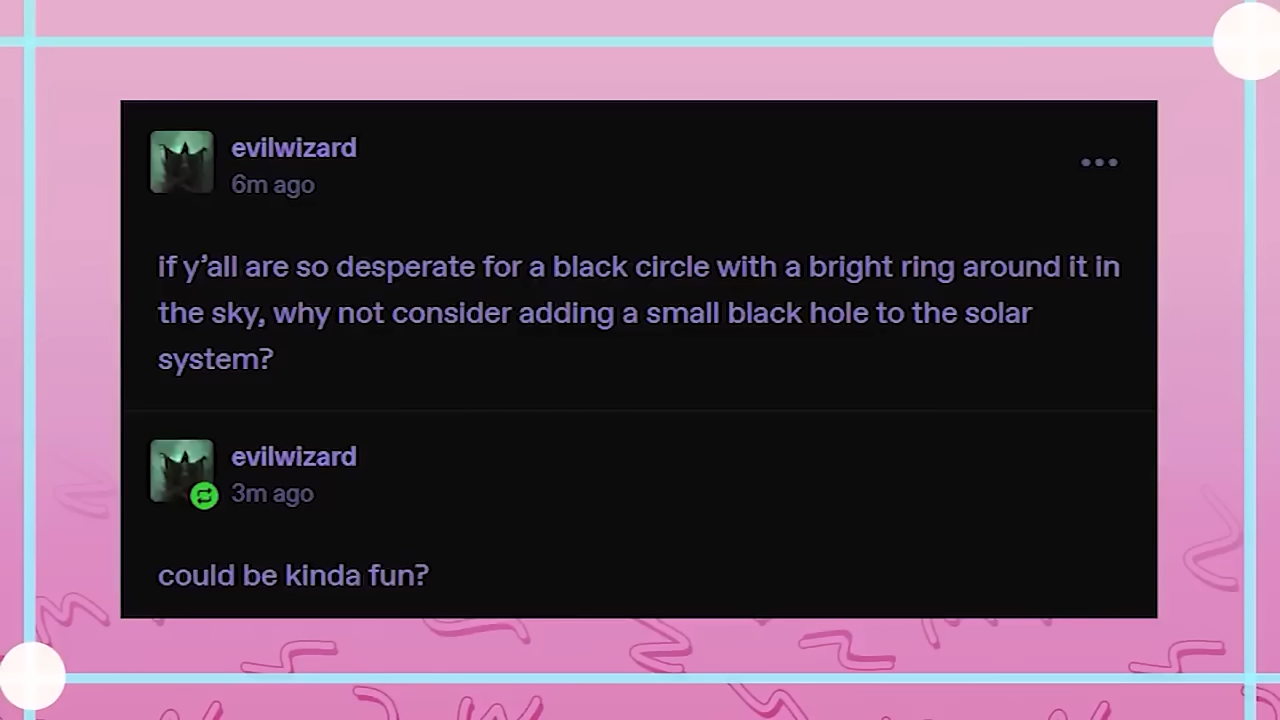 evilwizard
6m ago
if y’all are so desperate for a black circle with a bright ring around it in
the sky, why not consider adding a small black hole to the solar
system?
evilwizard
3m ago
could be kinda fun?